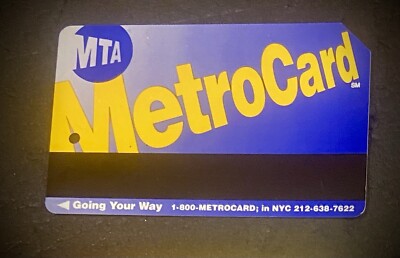 MTA
MetroCard SM
◀ Going Your Way 1-800-METROCARD; in NYC 212-638-7622